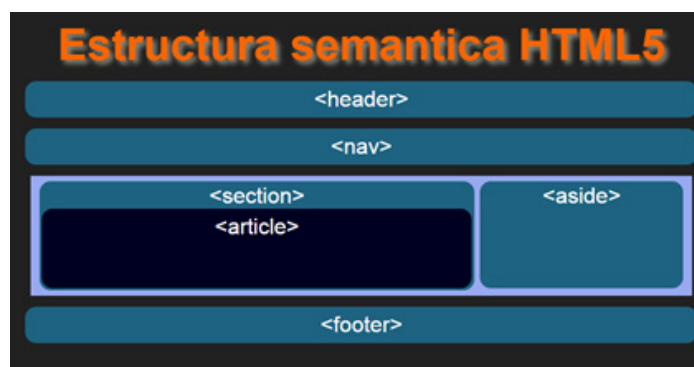 Estructura semantica HTML5
<header>
<nav>
<section>
<article>
<aside>
<footer>